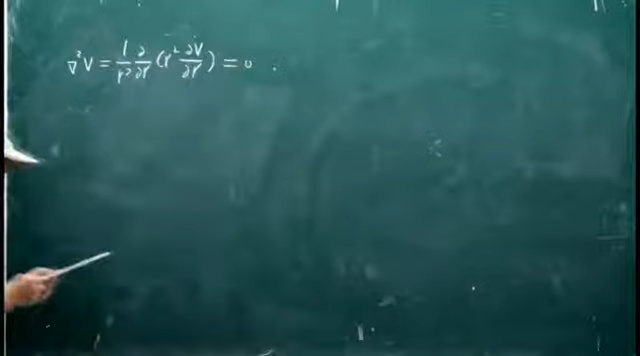 ∇²V = 1/r² ∂/∂r (r² ∂V/∂r) = 0